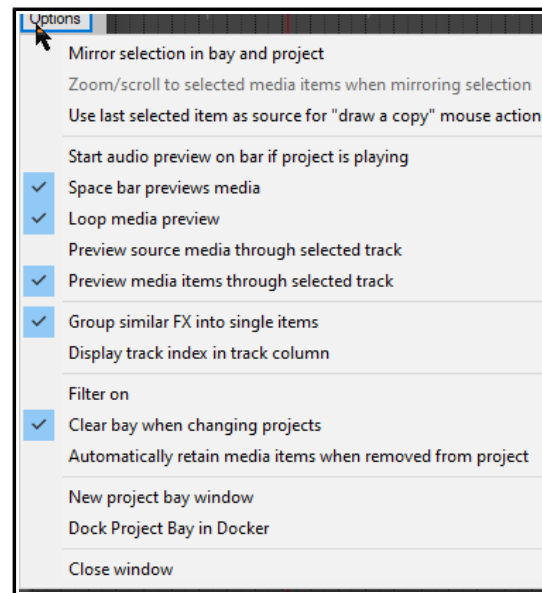 Options
Mirror selection in bay and project
Zoom/scroll to selected media items when mirroring selection
Use last selected item as source for "draw a copy" mouse action
Start audio preview on bar if project is playing
Space bar previews media
Loop media preview
Preview source media through selected track
Preview media items through selected track
Group similar FX into single items
Display track index in track column
Filter on
Clear bay when changing projects
Automatically retain media items when removed from project
New project bay window
Dock Project Bay in Docker
Close window